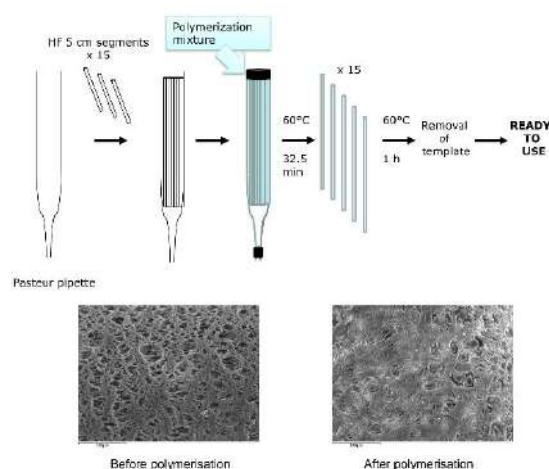 Polymerization
mixture
HF 5 cm segments
x 15
x 15
60°C
32.5
min
60°C
1 h
Removal
of
template
READY
TO
USE
Pasteur pipette
Before polymerisation
After polymerisation